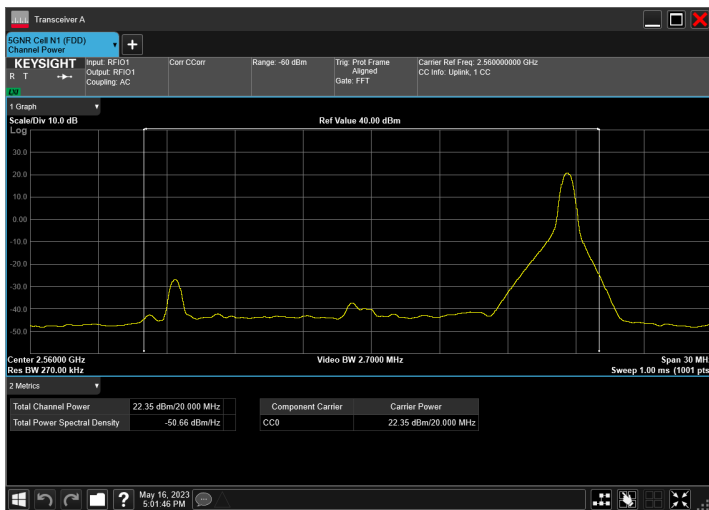 Transceiver A
5GNR Cell N1 (FDD)
Channel Power
KEYSIGHT
R T
LXI
Input: RFIO1
Output: RFIO1
Coupling: AC
Corr CCorr
Range: -60 dBm
Trig: Prot Frame
Aligned
Gate: FFT
Carrier Ref Freq: 2.560000000 GHz
CC Info: Uplink, 1 CC
1 Graph
Scale/Div 10.0 dB
Ref Value 40.00 dBm
Log
30.0
20.0
10.0
0.00
-10.0
-20.0
-30.0
-40.0
-50.0
Center 2.56000 GHz
Video BW 2.7000 MHz
Span 30 MH
Res BW 270.00 kHz
Sweep 1.00 ms (1001 pts
2 Metrics
Total Channel Power 22.35 dBm/20.000 MHz
Total Power Spectral Density -50.66 dBm/Hz
Component Carrier Carrier Power
CC0 22.35 dBm/20.000 MHz
?
May 16, 2023
5:01:46 PM